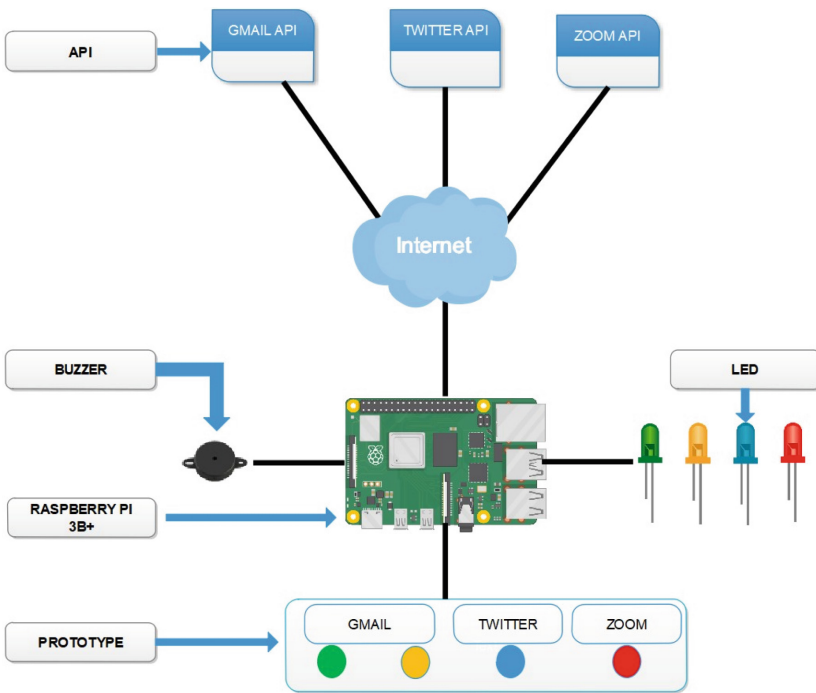 GMAIL API
TWITTER API
ZOOM API
API
Internet
BUZZER
LED
RASPBERRY PI
3B+
PROTOTYPE
GMAIL
TWITTER
ZOOM